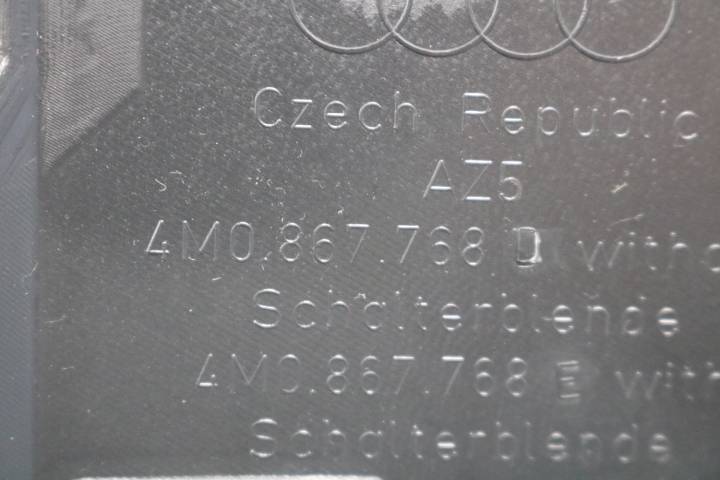 Czech Republic
AZ5
4M0.867.768 D
Schalterblende
4M0.867.768 E
Schalterblende